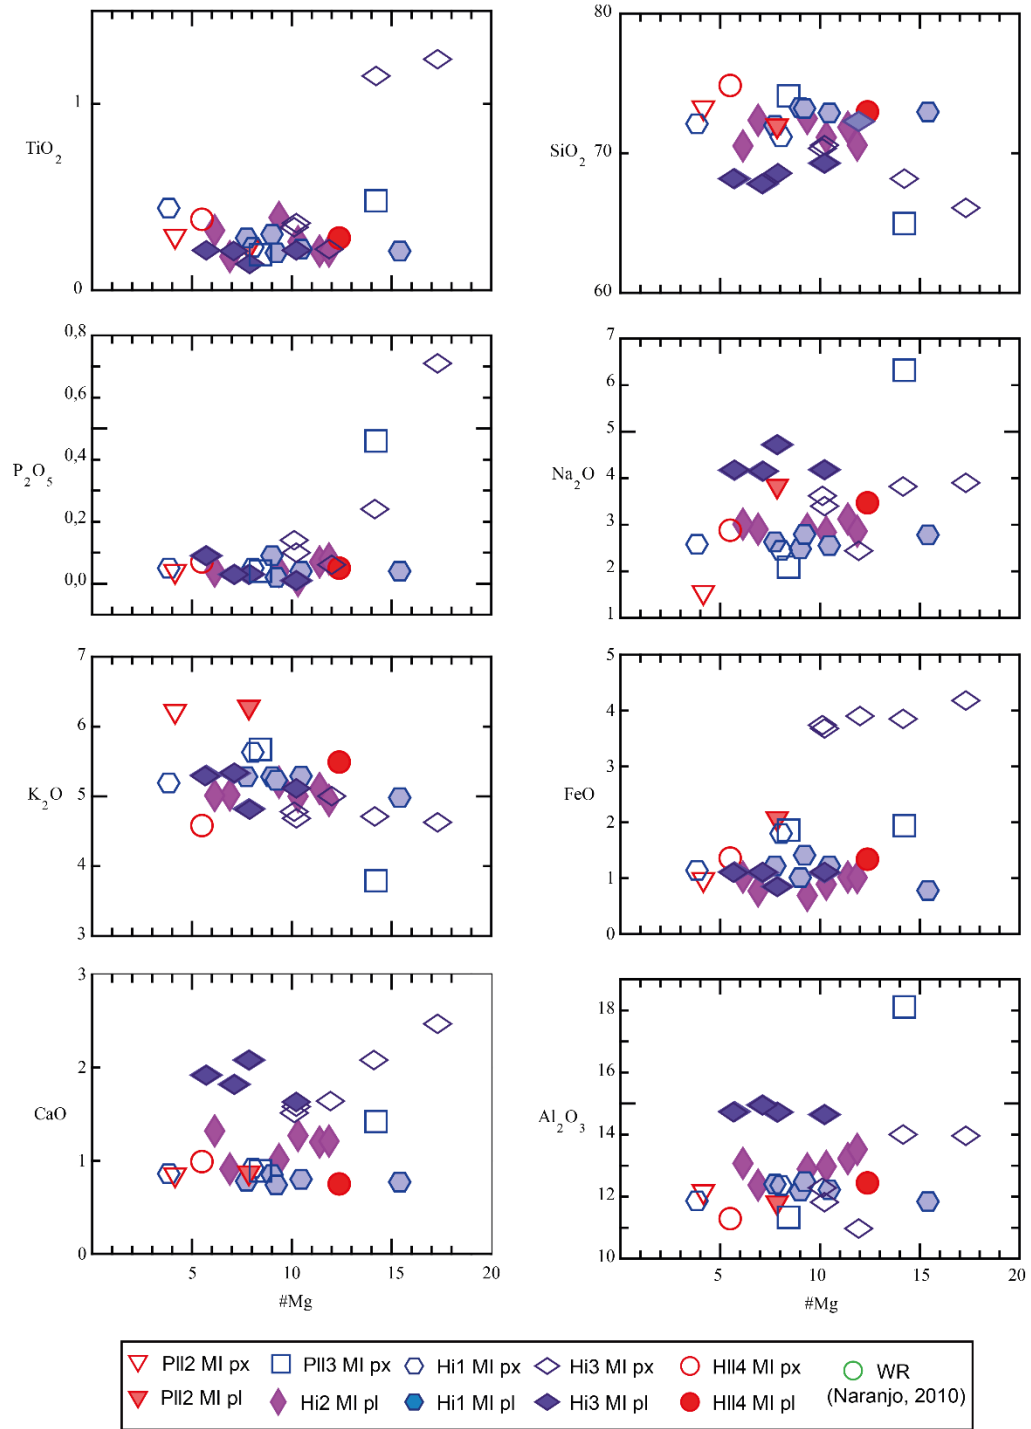 1
TiO2
0
80
SiO2 70
60
0,8
0,6
0,4
P2O5
0,2
0,0
7
6
5
4
Na2O
3
2
1
7
6
K2O 5
4
3
5
4
3
FeO
2
1
0
3
2
CaO
1
0
5 10 15 20
#Mg
18
16
14
Al2O3
12
10
5 10 15 20
#Mg
Pll2 MI px Pll3 MI px Hi1 MI px Hi3 MI px Hll4 MI px WR
Pll2 MI pl Hi2 MI pl Hi1 MI pl Hi3 MI pl Hll4 MI pl (Naranjo, 2010)